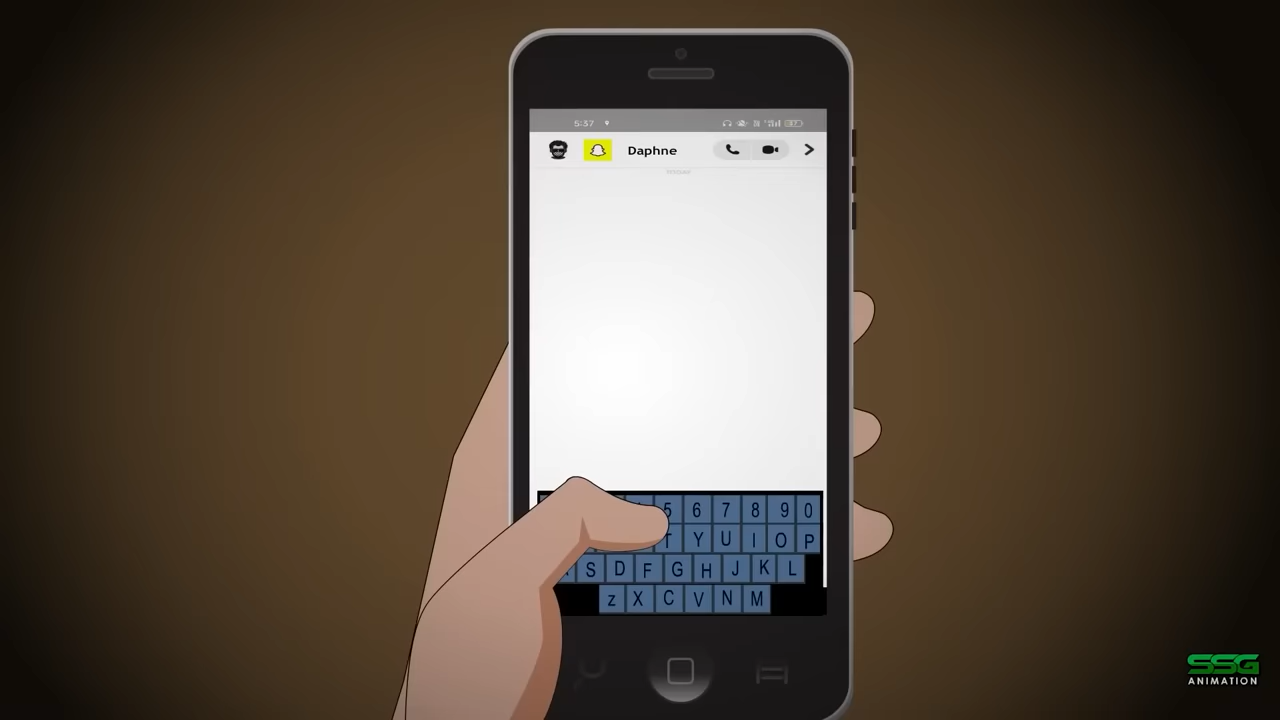 5:37
Daphne
5 6 7 8 9 0
T Y U I O P
S D F G H J K L
z X C V N M
SSG
ANIMATION